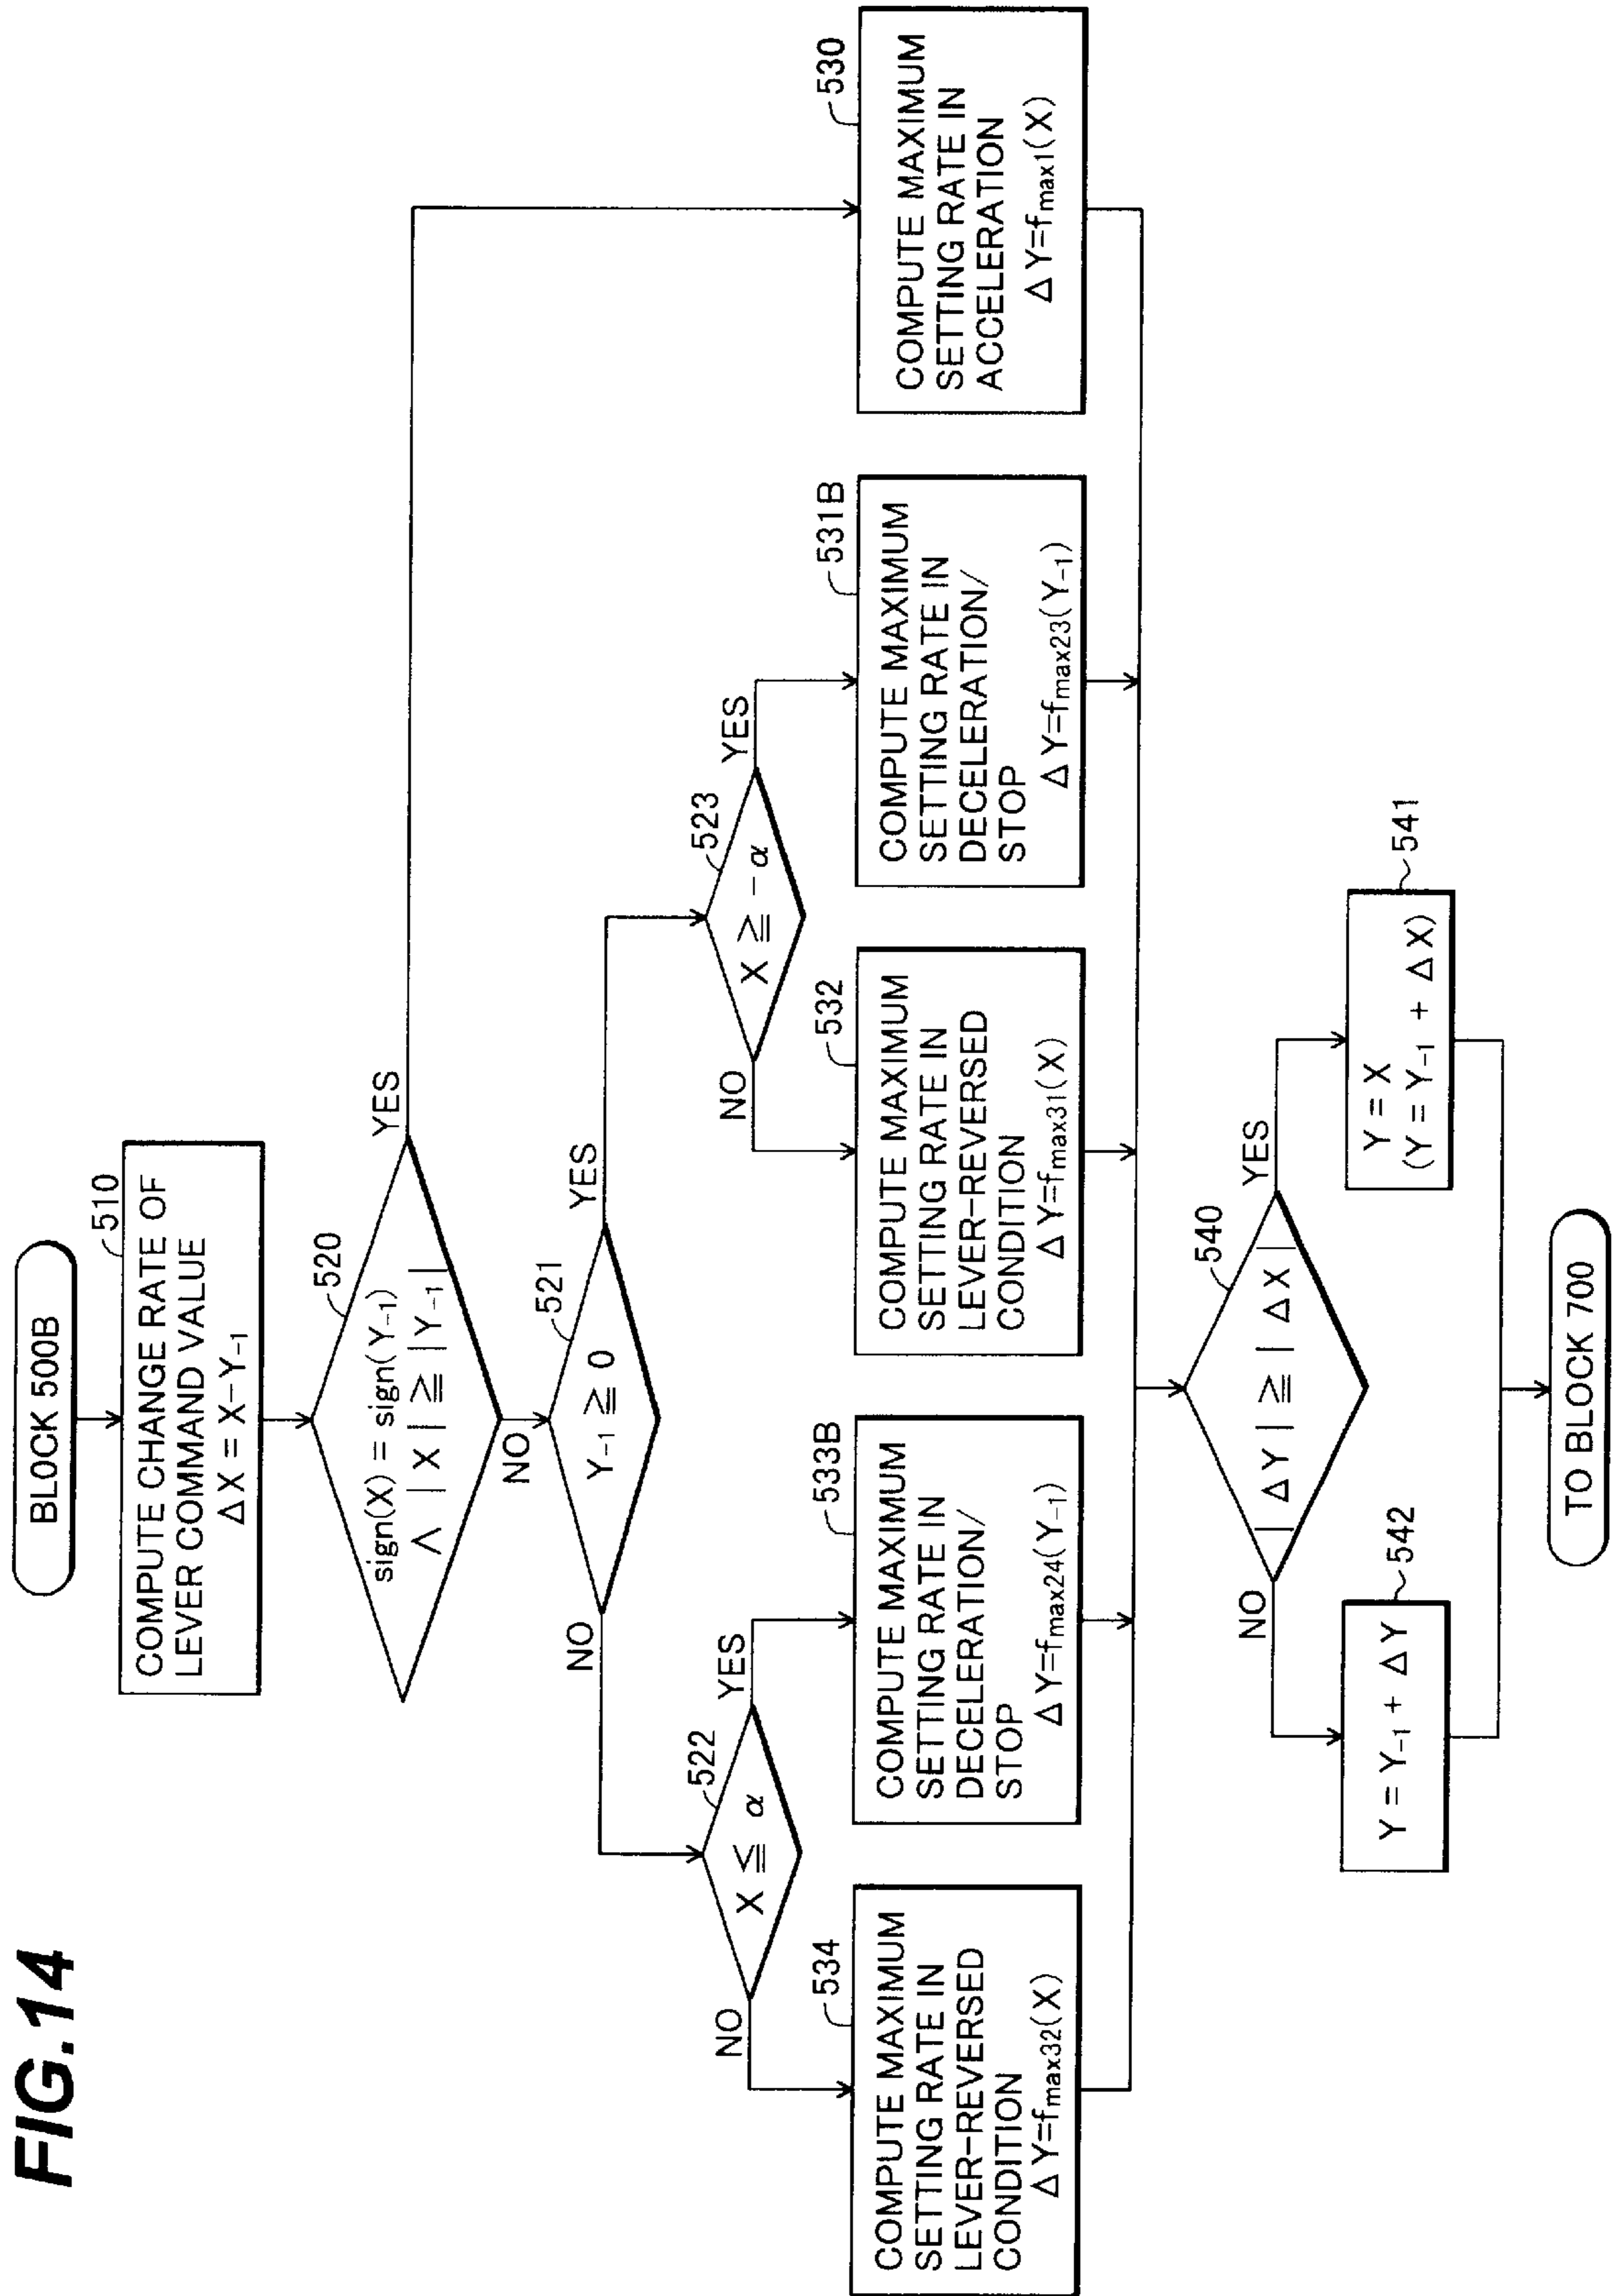 FIG.14
BLOCK 500B
510
COMPUTE CHANGE RATE OF
LEVER COMMAND VALUE
ΔX = X-Y₋₁
520
sign(X) = sign(Y₋₁)
∧ |X| ≧ |Y₋₁|
YES
NO
521
Y₋₁ ≧ 0
NO
YES
522
X ≦ α
NO
YES
523
X ≧ -α
NO
YES
534
COMPUTE MAXIMUM
SETTING RATE IN
LEVER-REVERSED
CONDITION
ΔY=fmax32(X)
533B
COMPUTE MAXIMUM
SETTING RATE IN
DECELERATION/
STOP
ΔY=fmax24(Y₋₁)
532
COMPUTE MAXIMUM
SETTING RATE IN
LEVER-REVERSED
CONDITION
ΔY=fmax31(X)
531B
COMPUTE MAXIMUM
SETTING RATE IN
DECELERATION/
STOP
ΔY=fmax23(Y₋₁)
530
COMPUTE MAXIMUM
SETTING RATE IN
ACCELERATION
ΔY=fmax1(X)
540
|ΔY| ≧ |ΔX|
NO
YES
542
Y = Y₋₁ + ΔY
541
Y = X
(Y = Y₋₁ + ΔX)
TO BLOCK 700